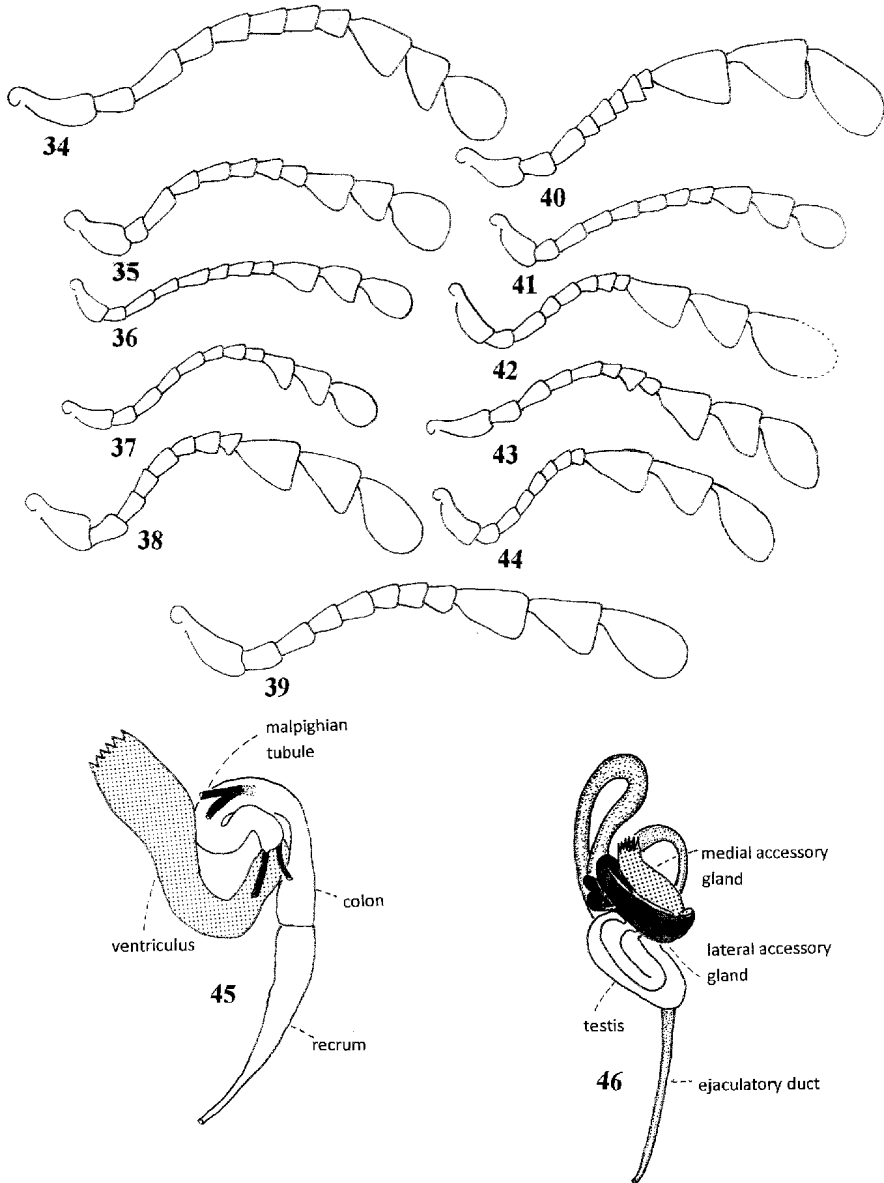 34
35
36
37
38
39
40
41
42
43
44
malpighian
tubule
ventriculus
colon
45
recrum
medial accessory
gland
lateral accessory
gland
testis
46
ejaculatory duct